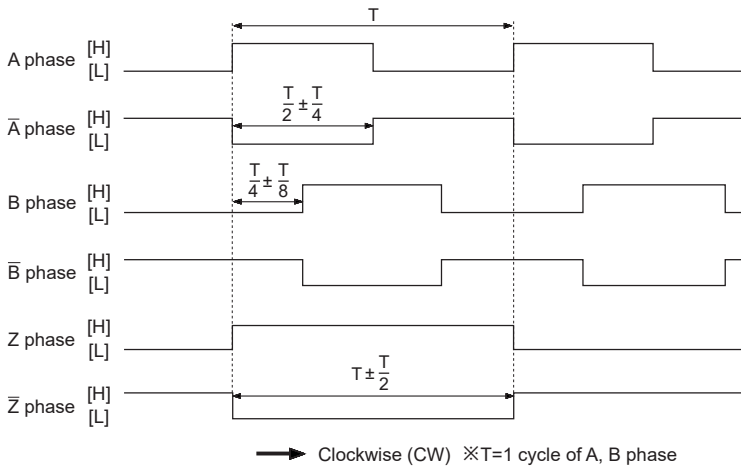 T
A phase [H]
[L]
T/2 ± T/4
A̅ phase [H]
[L]
T/4 ± T/8
B phase [H]
[L]
B̅ phase [H]
[L]
Z phase [H]
[L]
T ± T/2
Z̅ phase [H]
[L]
Clockwise (CW) ※T=1 cycle of A, B phase